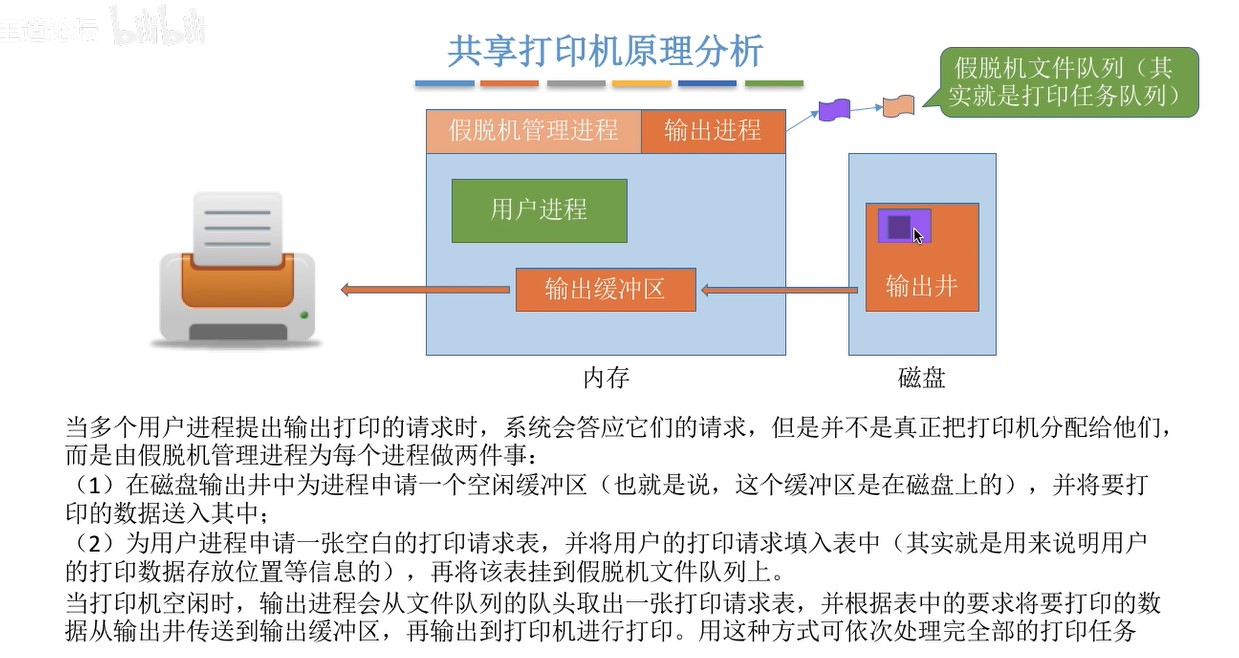 bilibili
共享打印机原理分析
假脱机文件队列（其
实就是打印任务队列）
假脱机管理进程
输出进程
用户进程
输出缓冲区
输出井
内存
磁盘
当多个用户进程提出输出打印的请求时，系统会答应它们的请求，但是并不是真正把打印机分配给他们，
而是由假脱机管理进程为每个进程做两件事：
（1）在磁盘输出井中为进程申请一个空闲缓冲区（也就是说，这个缓冲区是在磁盘上的），并将要打
印的数据送入其中；
（2）为用户进程申请一张空白的打印请求表，并将用户的打印请求填入表中（其实就是用来说明用户
的打印数据存放位置等信息的），再将该表挂到假脱机文件队列上。
当打印机空闲时，输出进程会从文件队列的队头取出一张打印请求表，并根据表中的要求将要打印的数
据从输出井传送到输出缓冲区，再输出到打印机进行打印。用这种方式可依次处理完全部的打印任务